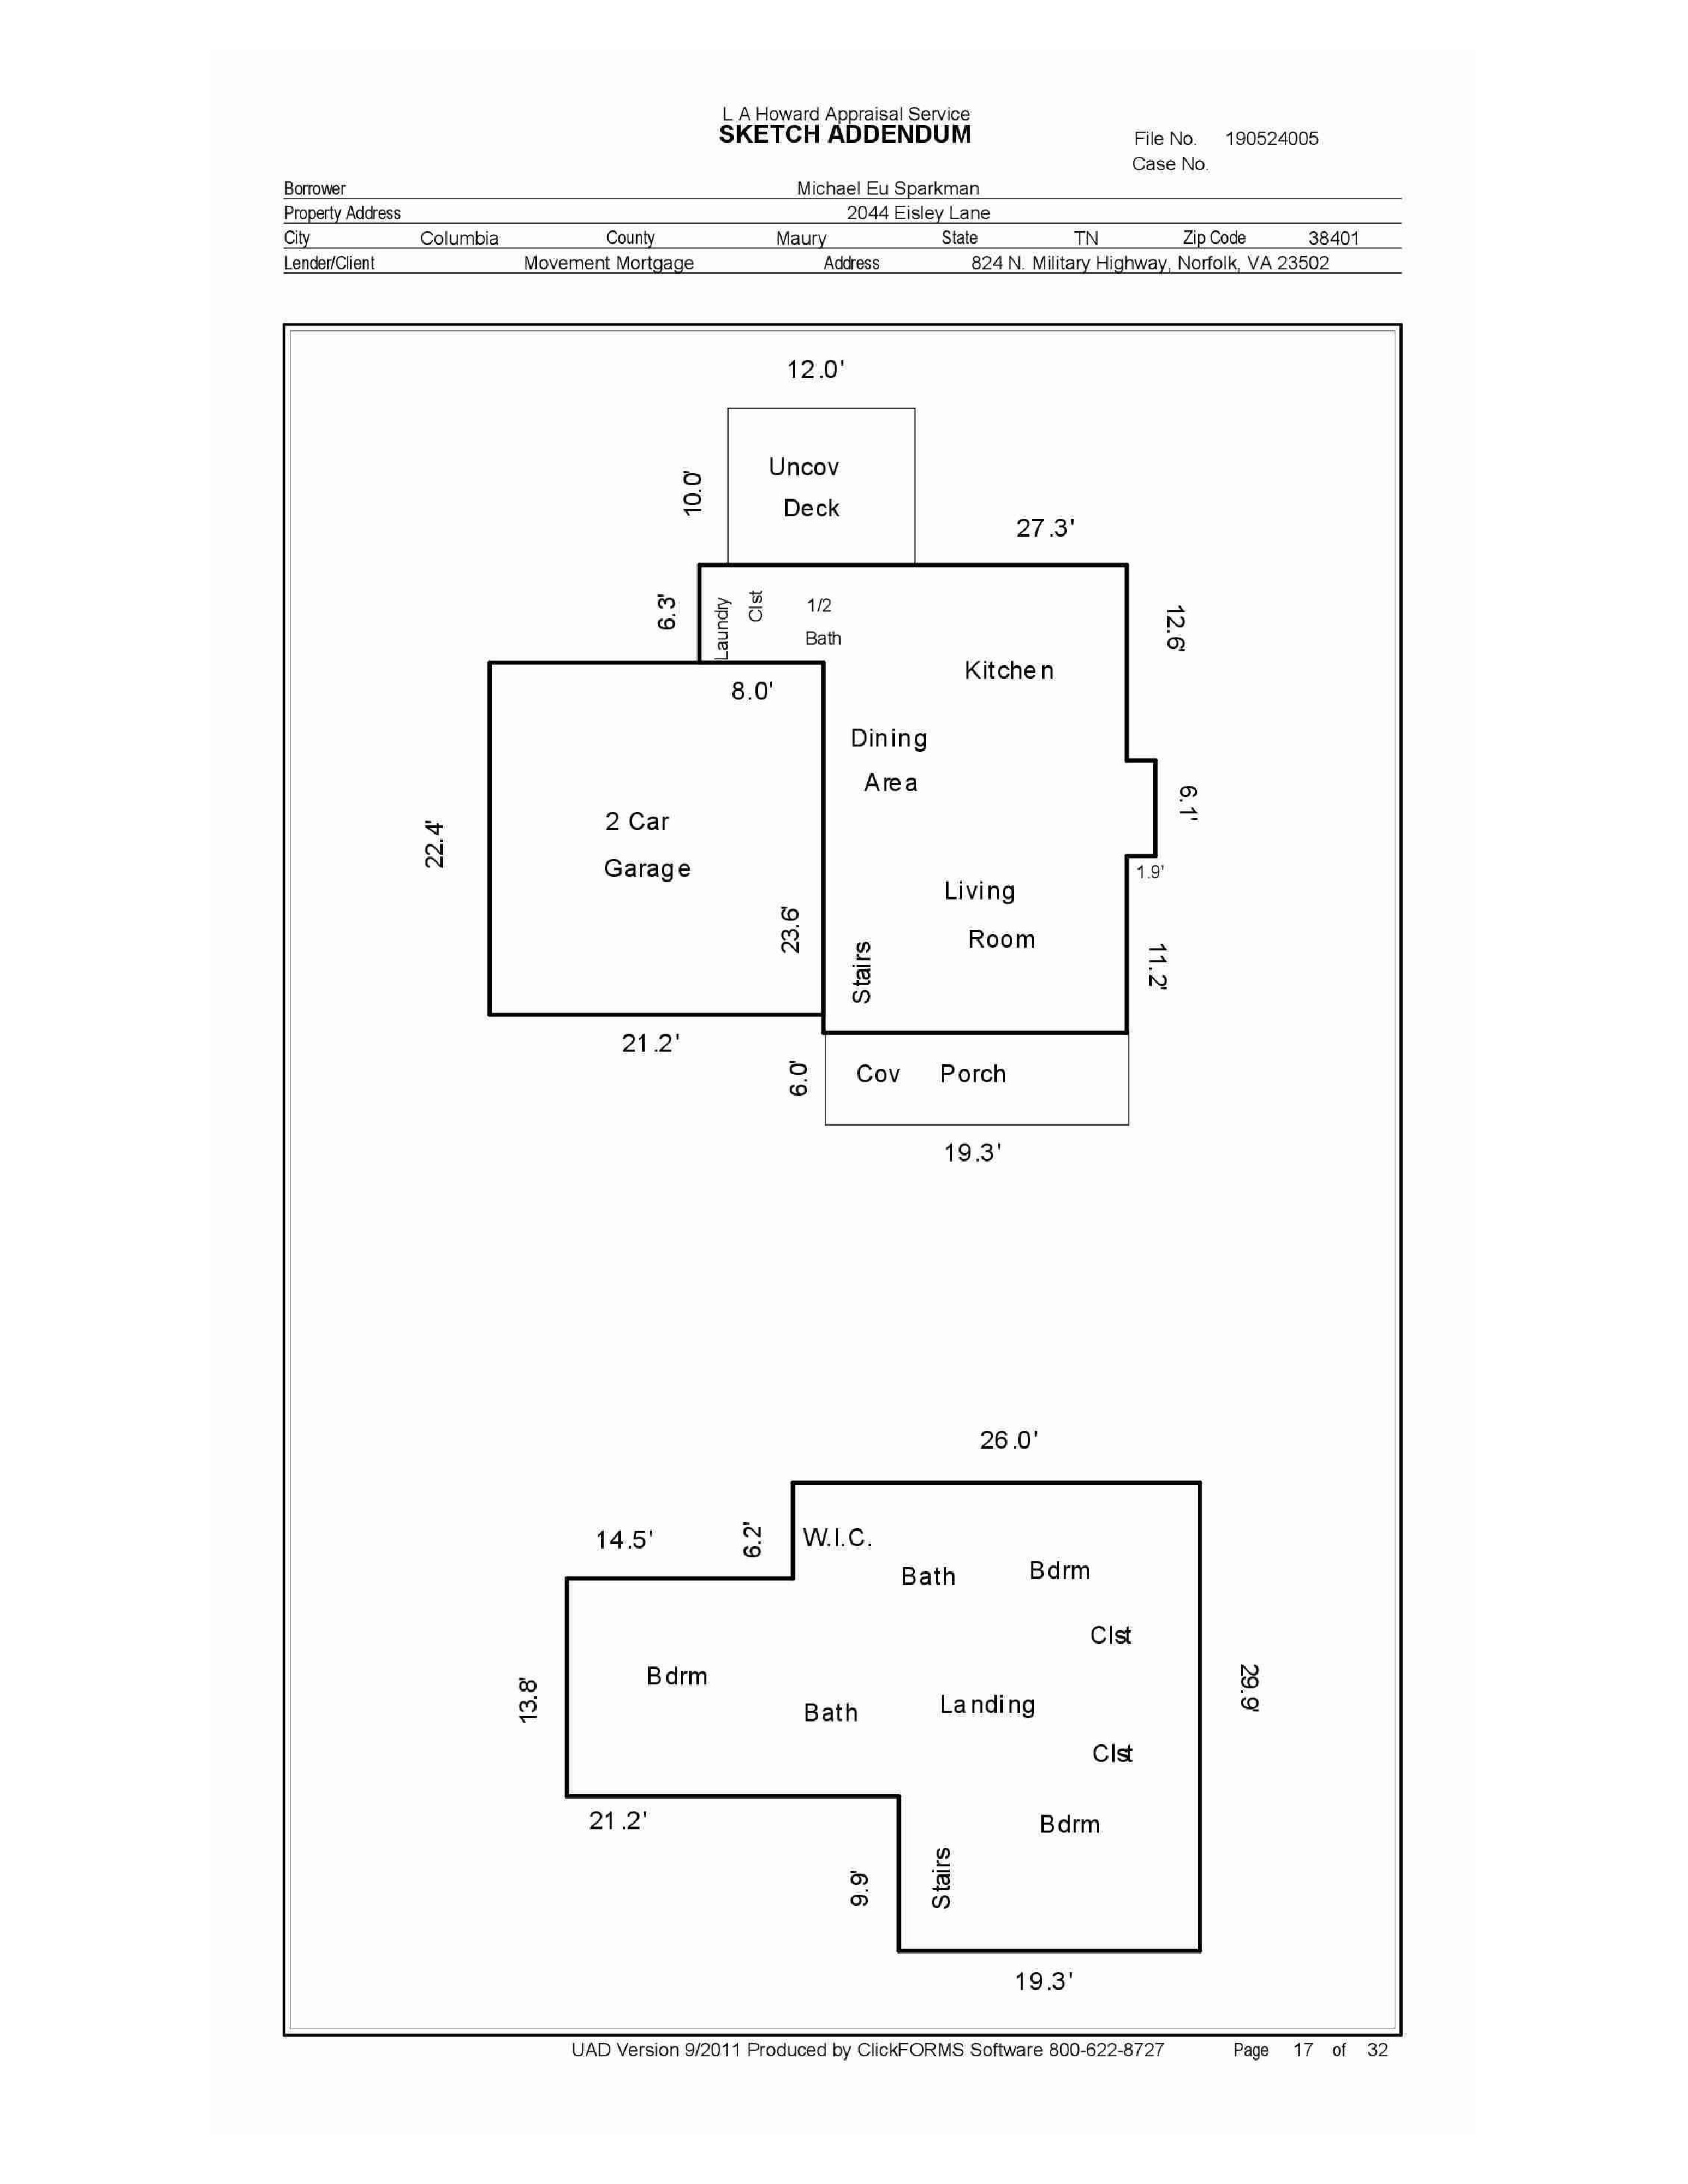 L A Howard Appraisal Service
SKETCH ADDENDUM
File No. 190524005
Case No.
Borrower Michael Eu Sparkman
Property Address 2044 Eisley Lane
City Columbia County Maury State TN Zip Code 38401
Lender/Client Movement Mortgage Address 824 N. Military Highway, Norfolk, VA 23502
12.0'
10.0'
Uncov
Deck
27.3'
6.3'
Laundry
Clst
1/2
Bath
12.6'
Kitchen
8.0'
Dining
Area
6.1'
2 Car
Garage
22.4'
1.9'
Living
Room
23.6'
Stairs
11.2'
21.2'
6.0'
Cov Porch
19.3'
26.0'
14.5'
6.2'
W.I.C.
Bath
Bdrm
Clst
Bdrm
13.8'
Bath
Landing
29.9'
Clst
21.2'
Bdrm
9.9'
Stairs
19.3'
UAD Version 9/2011 Produced by ClickFORMS Software 800-622-8727 Page 17 of 32